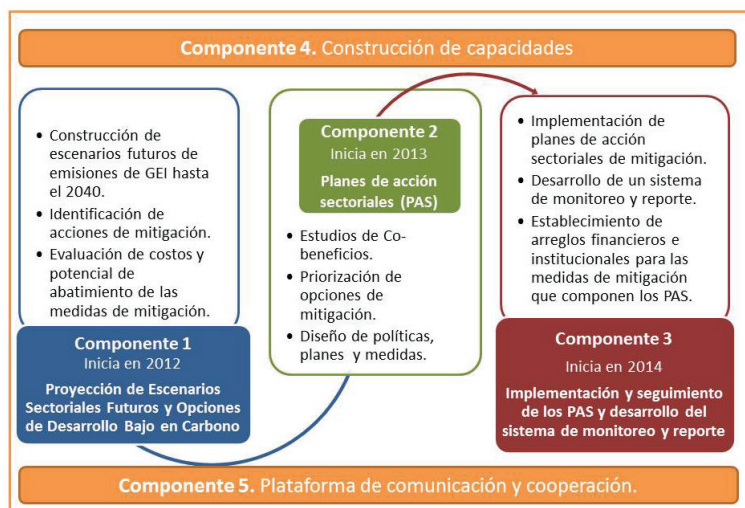 Componente 4. Construcción de capacidades
• Construcción de
escenarios futuros de
emisiones de GEI hasta
el 2040.
• Identificación de
acciones de mitigación.
• Evaluación de costos y
potencial de
abatimiento de las
medidas de mitigación.
Componente 1
Inicia en 2012
Proyección de Escenarios
Sectoriales Futuros y Opciones
de Desarrollo Bajo en Carbono
Componente 2
Inicia en 2013
Planes de acción
sectoriales (PAS)
• Estudios de Co-
beneficios.
• Priorización de
opciones de
mitigación.
• Diseño de políticas,
planes y medidas.
• Implementación de
planes de acción
sectoriales de mitigación.
• Desarrollo de un sistema
de monitoreo y reporte.
• Establecimiento de
arreglos financieros e
institucionales para las
medidas de mitigación
que componen los PAS.
Componente 3
Inicia en 2014
Implementación y seguimiento
de los PAS y desarrollo del
sistema de monitoreo y reporte
Componente 5. Plataforma de comunicación y cooperación.